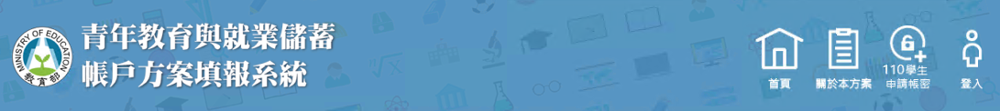 MINISTRY OF EDUCATION
教育部
青年教育與就業儲蓄
帳戶方案填報系統
首頁
關於本方案
110學生
申請帳密
登入